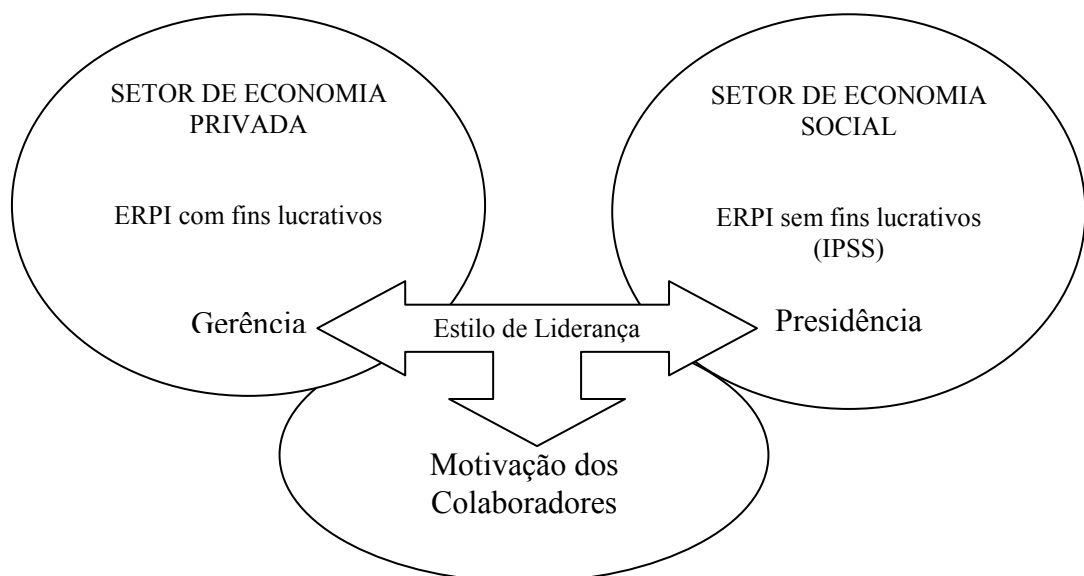 SETOR DE ECONOMIA
PRIVADA
ERPI com fins lucrativos
Gerência
SETOR DE ECONOMIA
SOCIAL
ERPI sem fins lucrativos
(IPSS)
Presidência
Estilo de Liderança
Motivação dos
Colaboradores